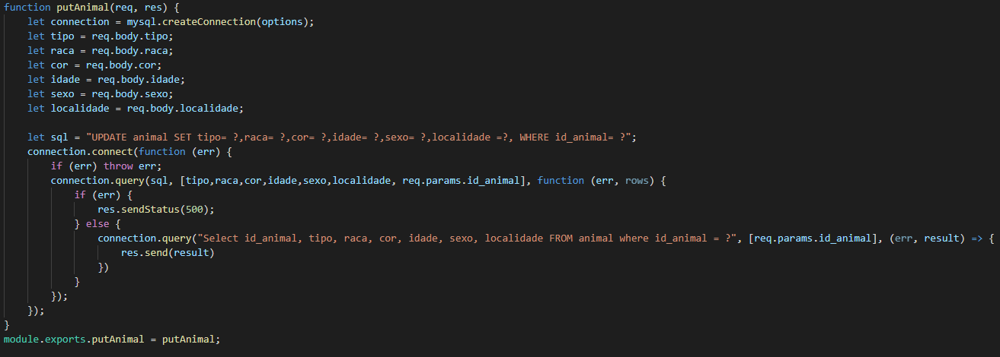 function putAnimal(req, res) {
    let connection = mysql.createConnection(options);
    let tipo = req.body.tipo;
    let raca = req.body.raca;
    let cor = req.body.cor;
    let idade = req.body.idade;
    let sexo = req.body.sexo;
    let localidade = req.body.localidade;

    let sql = "UPDATE animal SET tipo= ?,raca= ?,cor= ?,idade= ?,sexo= ?,localidade =?, WHERE id_animal= ?";
    connection.connect(function (err) {
        if (err) throw err;
        connection.query(sql, [tipo,raca,cor,idade,sexo,localidade, req.params.id_animal], function (err, rows) {
            if (err) {
                res.sendStatus(500);
            } else {
                connection.query("Select id_animal, tipo, raca, cor, idade, sexo, localidade FROM animal where id_animal = ?", [req.params.id_animal], (err, result) => {
                    res.send(result)
                })
            }
        });
    });
}
module.exports.putAnimal = putAnimal;